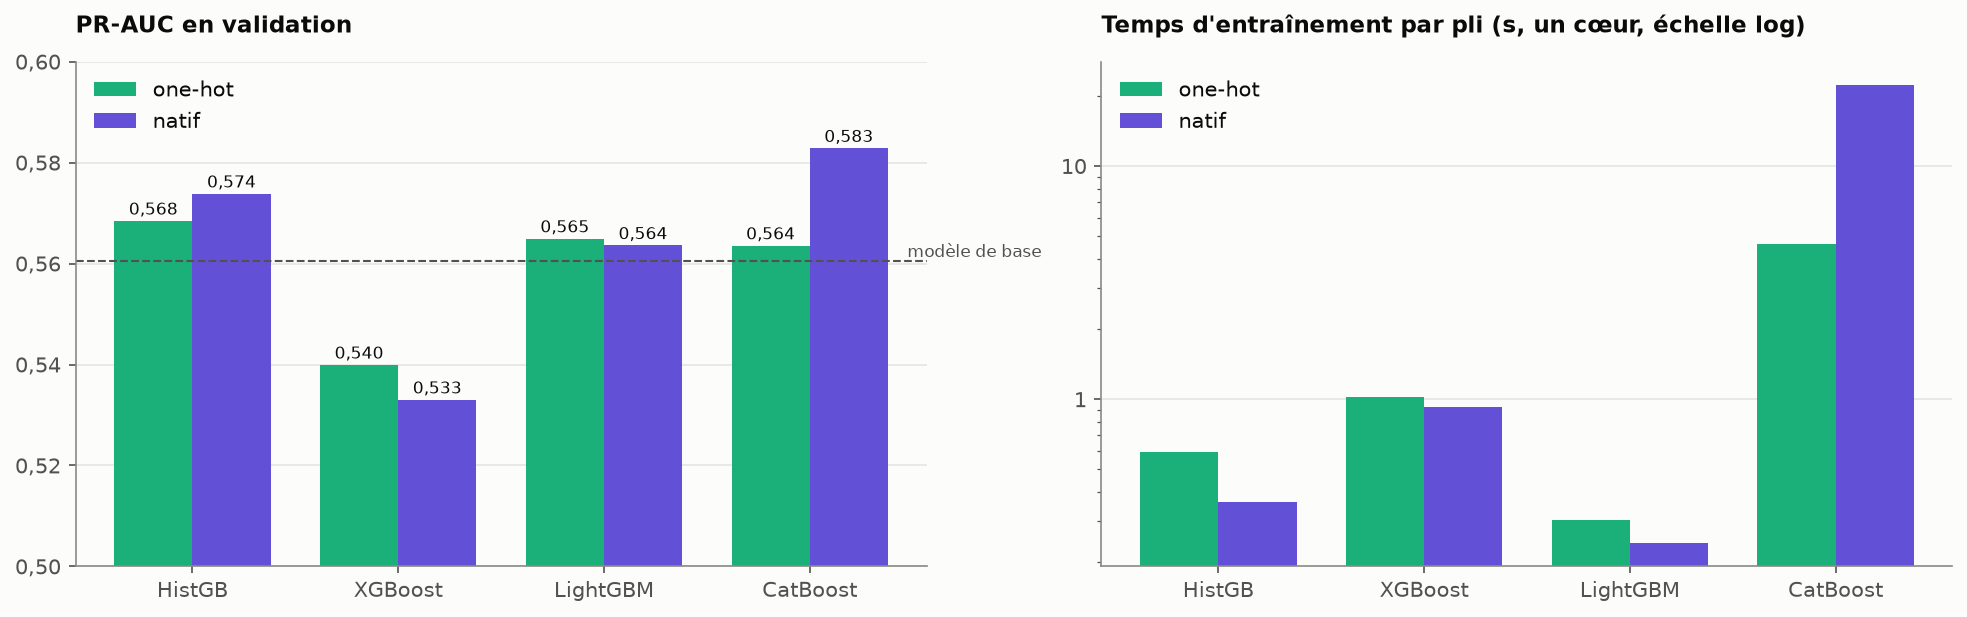 PR-AUC en validation
0,60
0,58
0,56
0,54
0,52
0,50
one-hot
natif
0,568
0,574
0,540
0,533
0,565
0,564
0,564
0,583
modèle de base
HistGB
XGBoost
LightGBM
CatBoost
Temps d'entraînement par pli (s, un cœur, échelle log)
10
1
one-hot
natif
HistGB
XGBoost
LightGBM
CatBoost